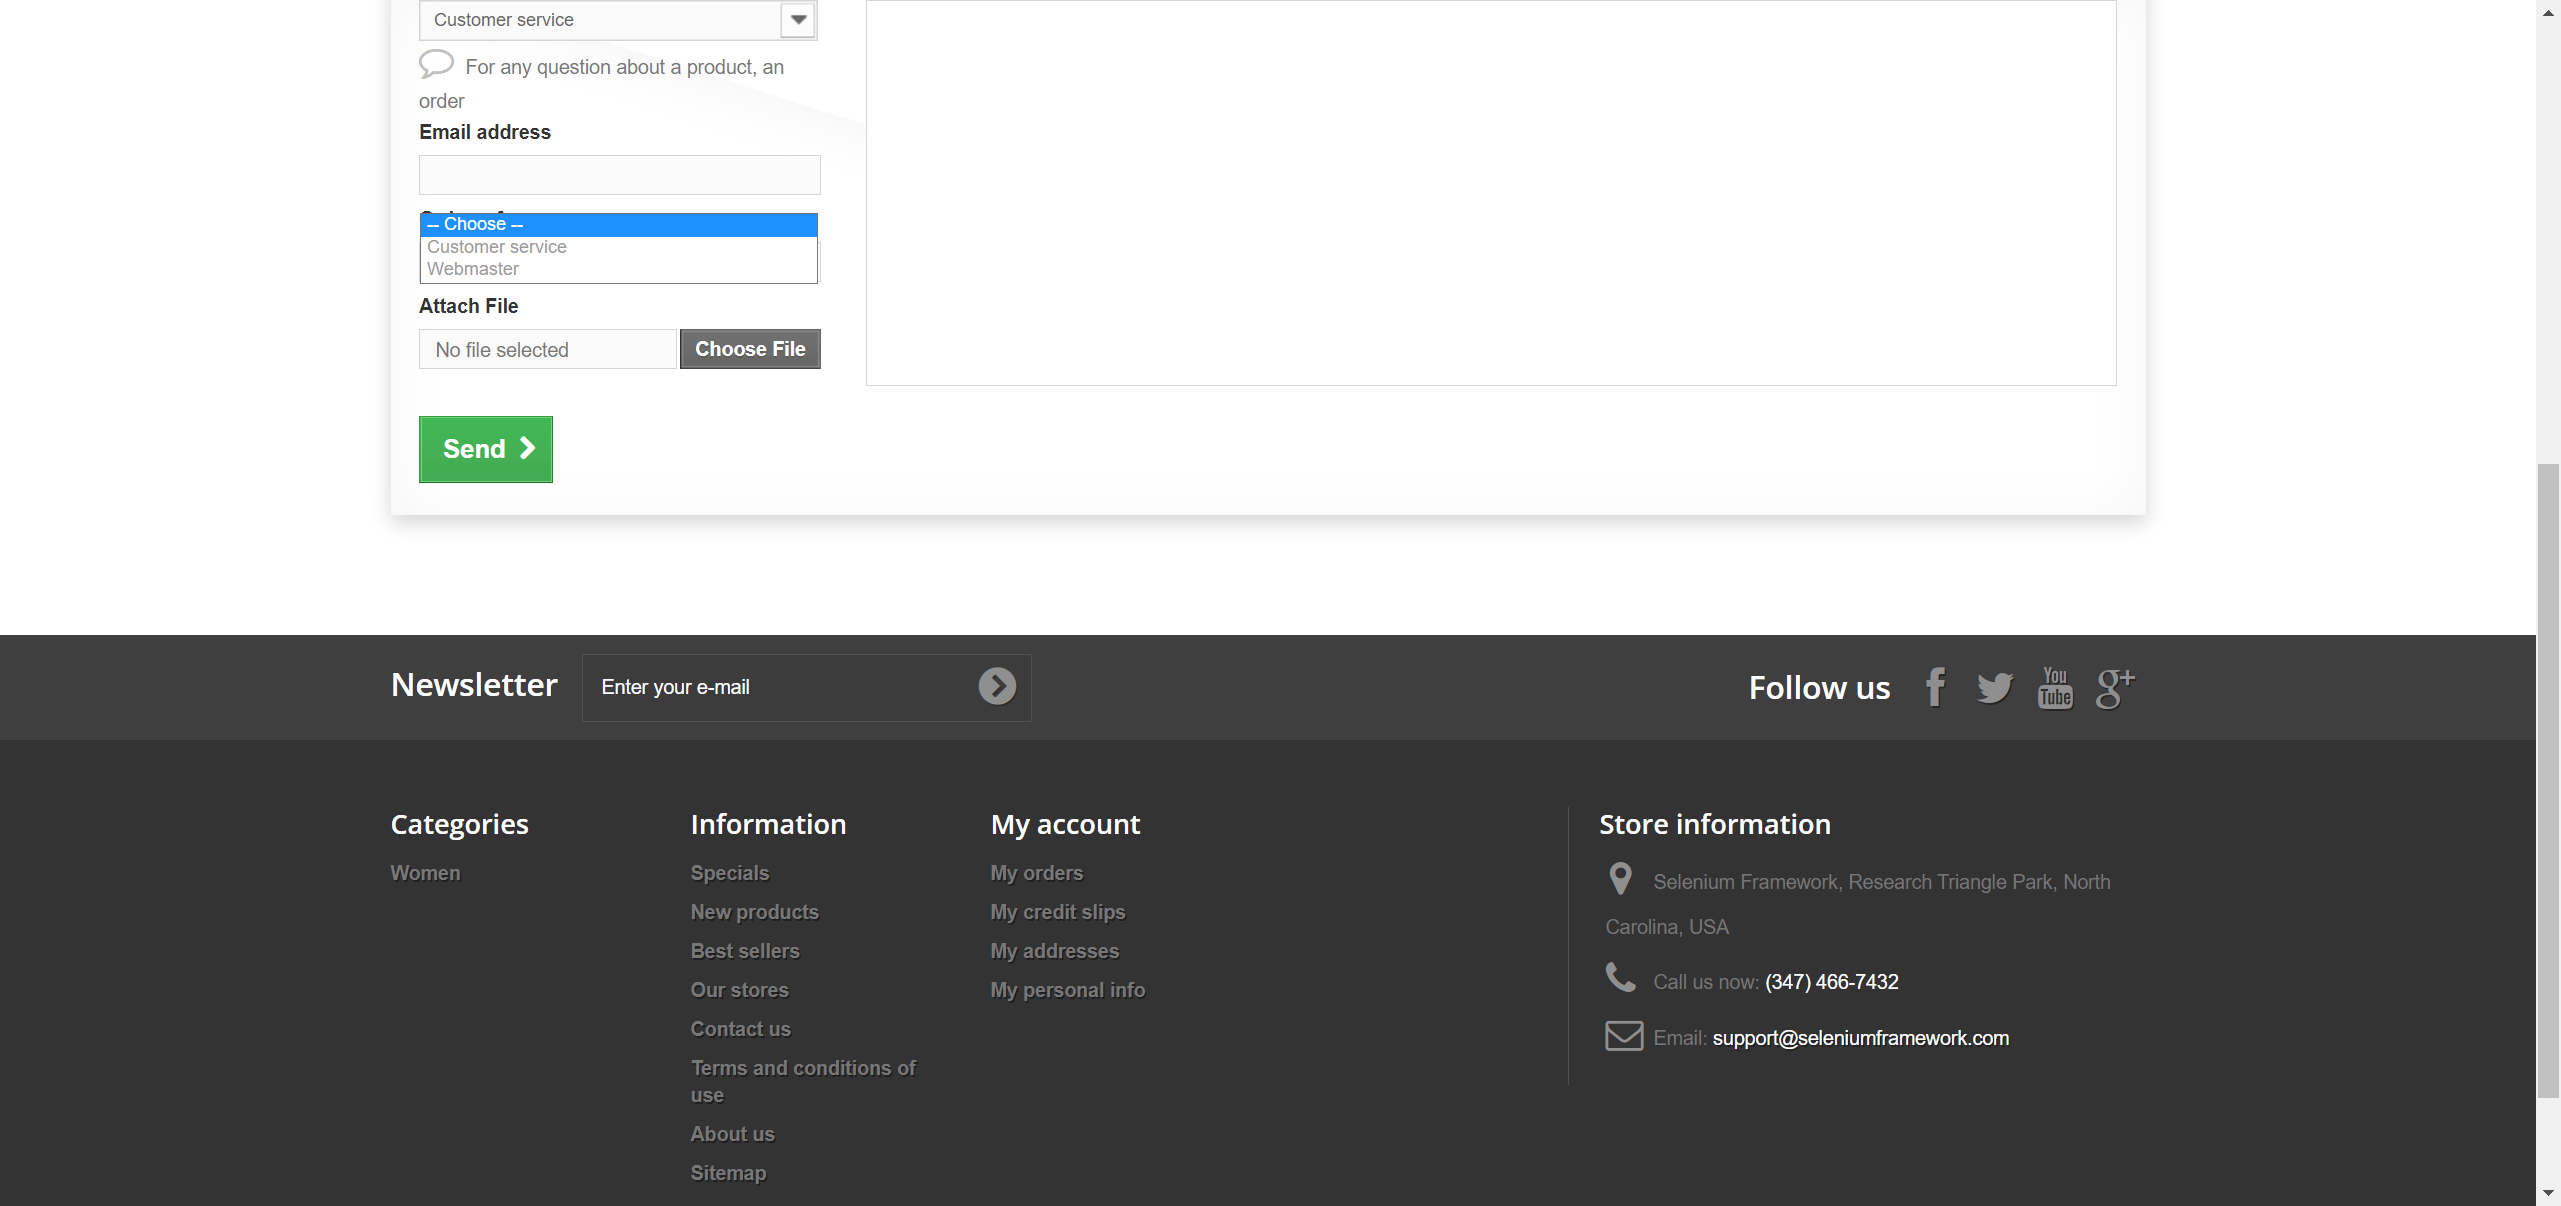 Customer service
For any question about a product, an
order
Email address
-- Choose --
Customer service
Webmaster
Attach File
No file selected
Choose File
Send
Newsletter
Enter your e-mail
Follow us
You
Tube
g+
Categories
Women
Information
Specials
New products
Best sellers
Our stores
Contact us
Terms and conditions of
use
About us
Sitemap
My account
My orders
My credit slips
My addresses
My personal info
Store information
Selenium Framework, Research Triangle Park, North
Carolina, USA
Call us now: (347) 466-7432
Email: support@seleniumframework.com